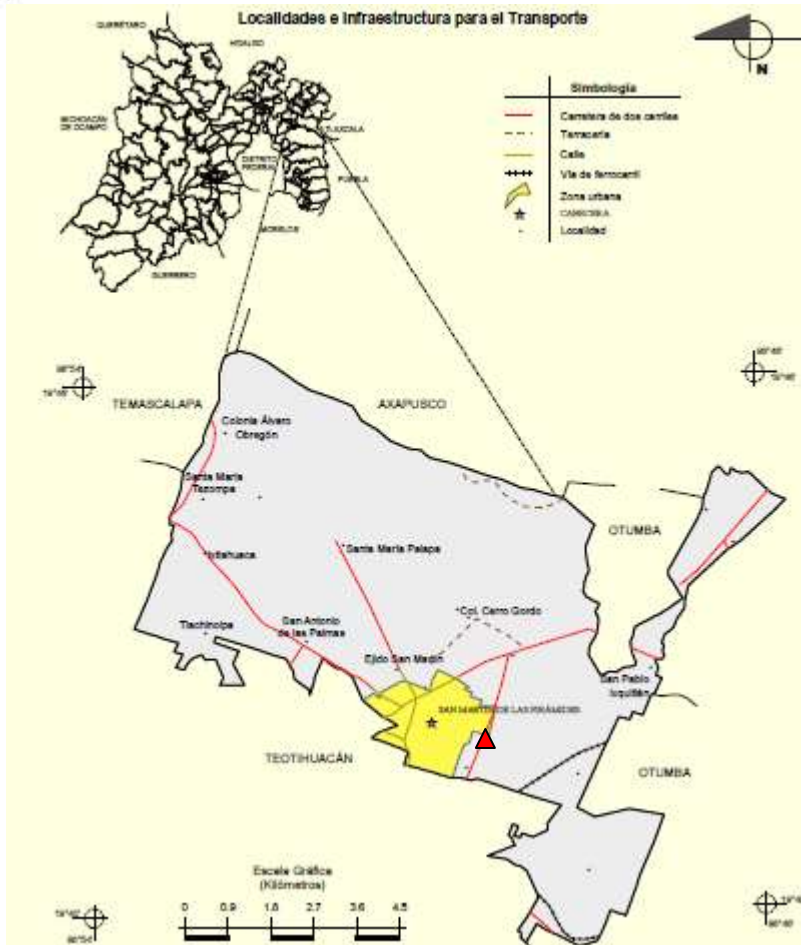 Localidades e Infraestructura para el Transporte
QUERÉTARO
HIDALGO
MICHOACÁN
DE OCAMPO
TLAXCALA
DISTRITO
FEDERAL
PUEBLA
MORELOS
GUERRERO
N
Simbología
Carretera de dos carriles
Terracería
Calle
Vía de ferrocarril
Zona urbana
CABECERA
Localidad
TEMASCALAPA
AXAPUSCO
Colonia Álvaro
Obregón
Santa María
Tezompa
OTUMBA
Ixtlahuaca
Santa María Palapa
Tlachinolpa
San Antonio
de las Palmas
Col. Cerro Gordo
Ejido San Martín
San Pablo
Ixquitlán
SAN MARTÍN DE LAS PIRÁMIDES
TEOTIHUACÁN
OTUMBA
Escala Gráfica
(Kilómetros)
0 0.9 1.8 2.7 3.6 4.5